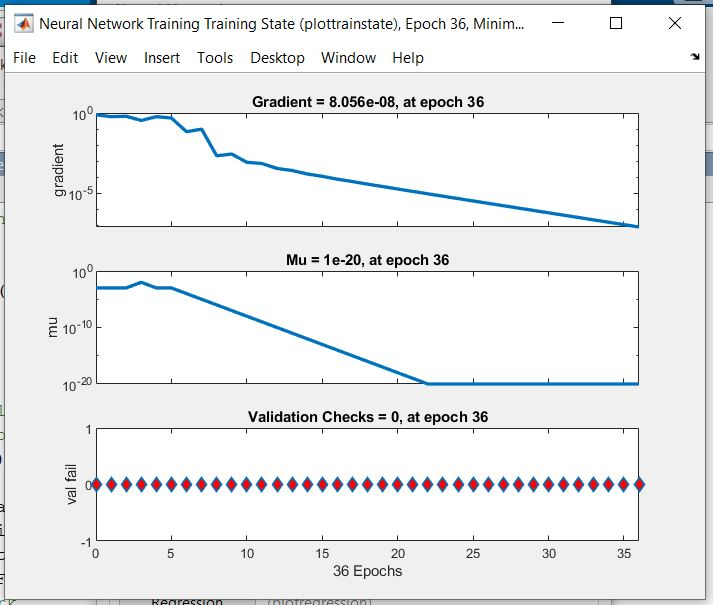 Neural Network Training Training State (plottrainstate), Epoch 36, Minim...
File Edit View Insert Tools Desktop Window Help
Gradient = 8.056e-08, at epoch 36
10^0
gradient
10^-5
Mu = 1e-20, at epoch 36
10^0
mu
10^-10
10^-20
Validation Checks = 0, at epoch 36
1
val fail
0
-1
0 5 10 15 20 25 30 35
36 Epochs
Regression (plotregression)